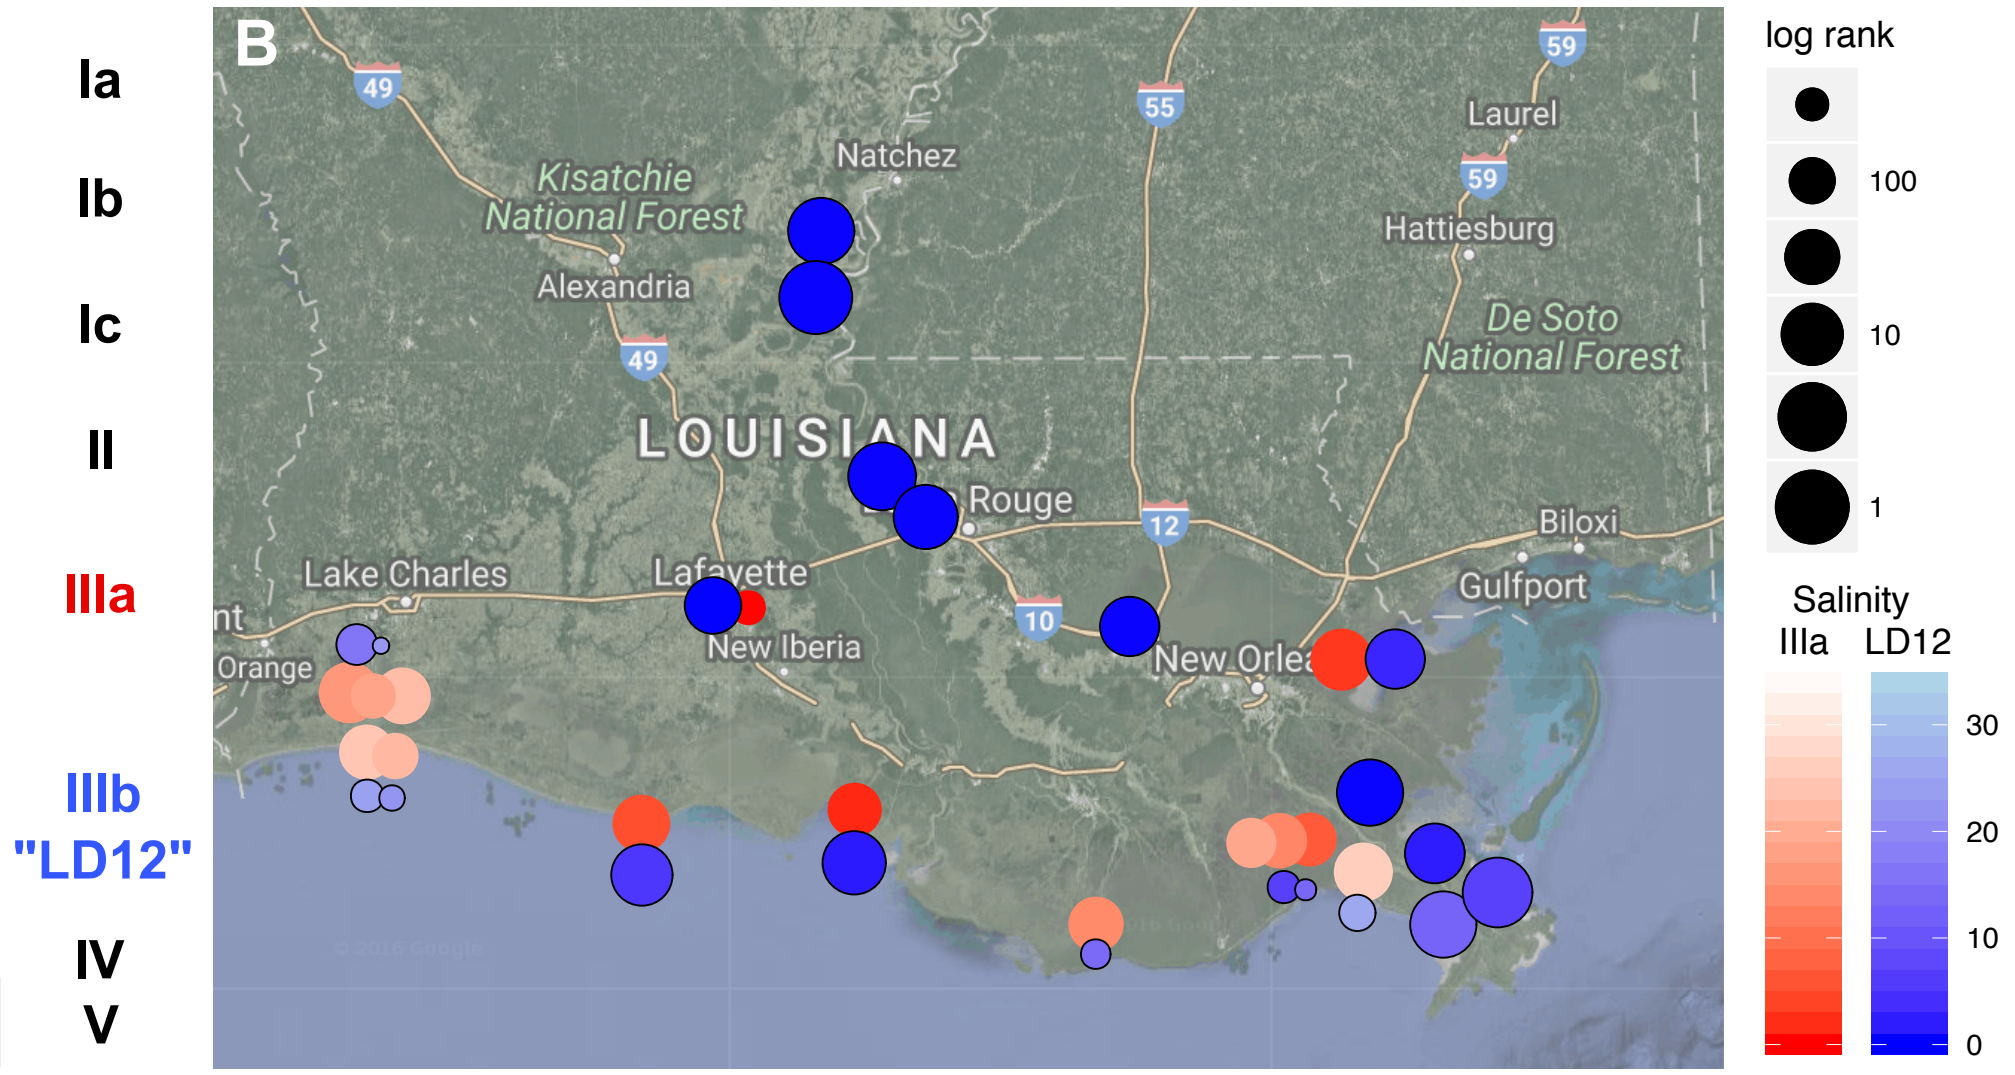 Ia
Ib
Ic
II
IIIa
IIIb
"LD12"
IV
V
B
49
55
59
Laurel
Natchez
59
Kisatchie
National Forest
Hattiesburg
Alexandria
De Soto
National Forest
49
LOUISIANA
Rouge
12
Biloxi
Lake Charles
Lafayette
Gulfport
10
nt
New Iberia
Orange
New Orlea
© 2016 Google
log rank
100
10
1
Salinity
IIIa LD12
30
20
10
0